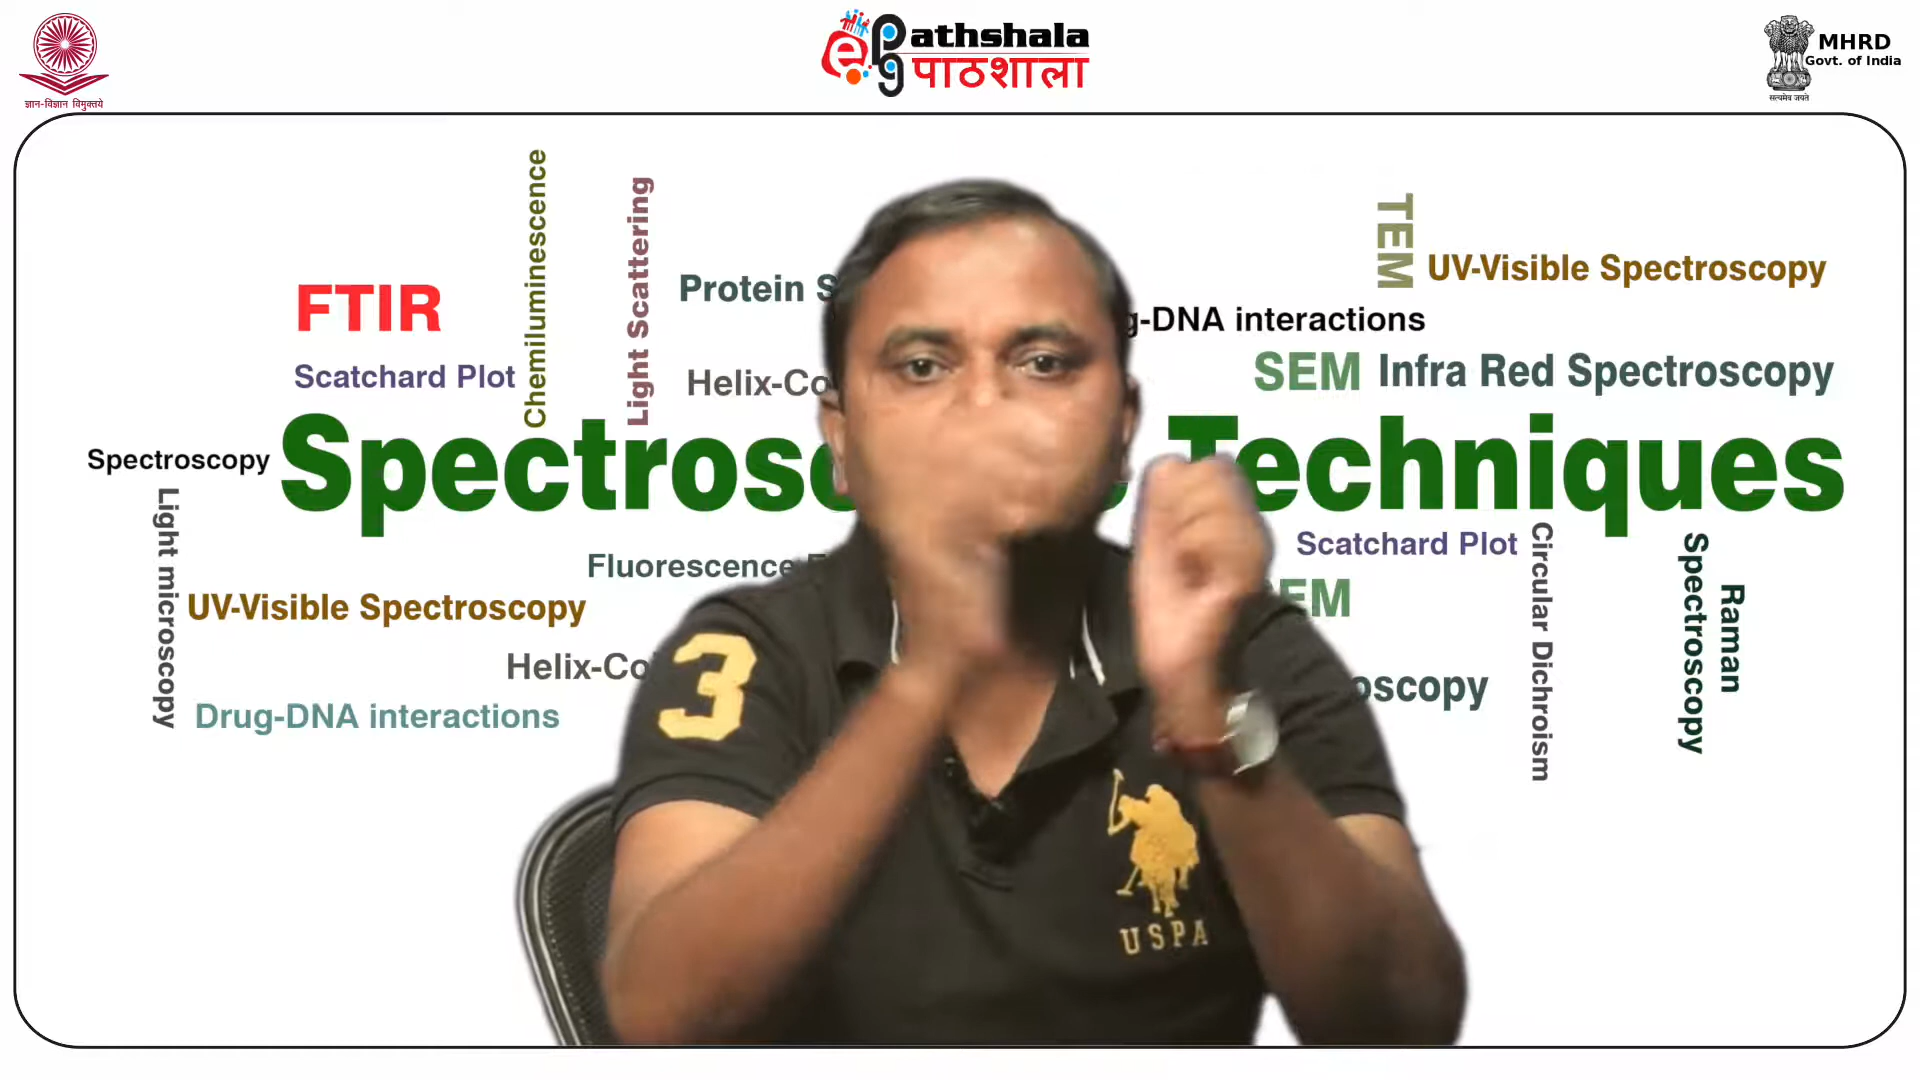 ज्ञान-विज्ञान विमुक्तये
ePathshala
पाठशाला
MHRD
Govt. of India
सत्यमेव जयते
Chemiluminescence
Light Scattering
TEM
FTIR
Protein S
UV-Visible Spectroscopy
g-DNA interactions
Scatchard Plot
Helix-Co
SEM
Infra Red Spectroscopy
Spectroscopy
Spectrosc
Techniques
Light microscopy
Fluorescence
Scatchard Plot
Circular Dichroism
Raman
Spectroscopy
UV-Visible Spectroscopy
EM
Helix-Co
oscopy
Drug-DNA interactions
3
USPA